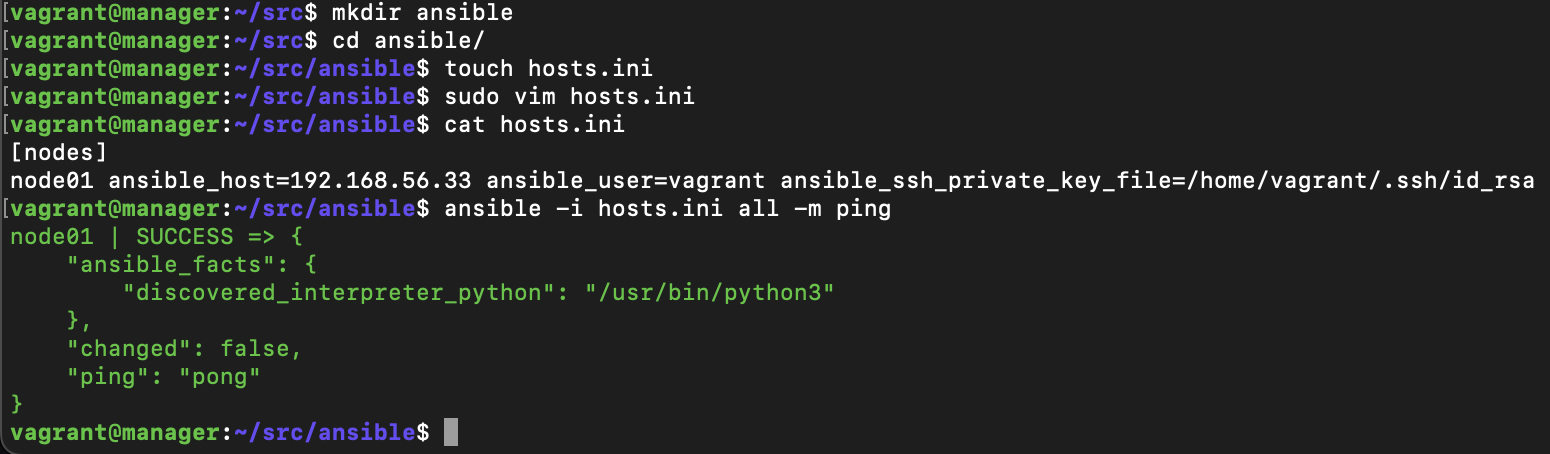 [vagrant@manager:~/src$ mkdir ansible
[vagrant@manager:~/src$ cd ansible/
[vagrant@manager:~/src/ansible$ touch hosts.ini
[vagrant@manager:~/src/ansible$ sudo vim hosts.ini
[vagrant@manager:~/src/ansible$ cat hosts.ini
[nodes]
node01 ansible_host=192.168.56.33 ansible_user=vagrant ansible_ssh_private_key_file=/home/vagrant/.ssh/id_rsa
[vagrant@manager:~/src/ansible$ ansible -i hosts.ini all -m ping
node01 | SUCCESS => {
    "ansible_facts": {
        "discovered_interpreter_python": "/usr/bin/python3"
    },
    "changed": false,
    "ping": "pong"
}
vagrant@manager:~/src/ansible$